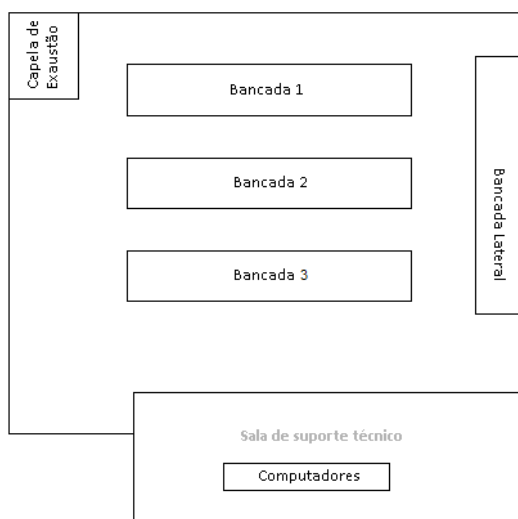 Capela de
Exaustão
Bancada 1
Bancada 2
Bancada Lateral
Bancada 3
Sala de suporte técnico
Computadores